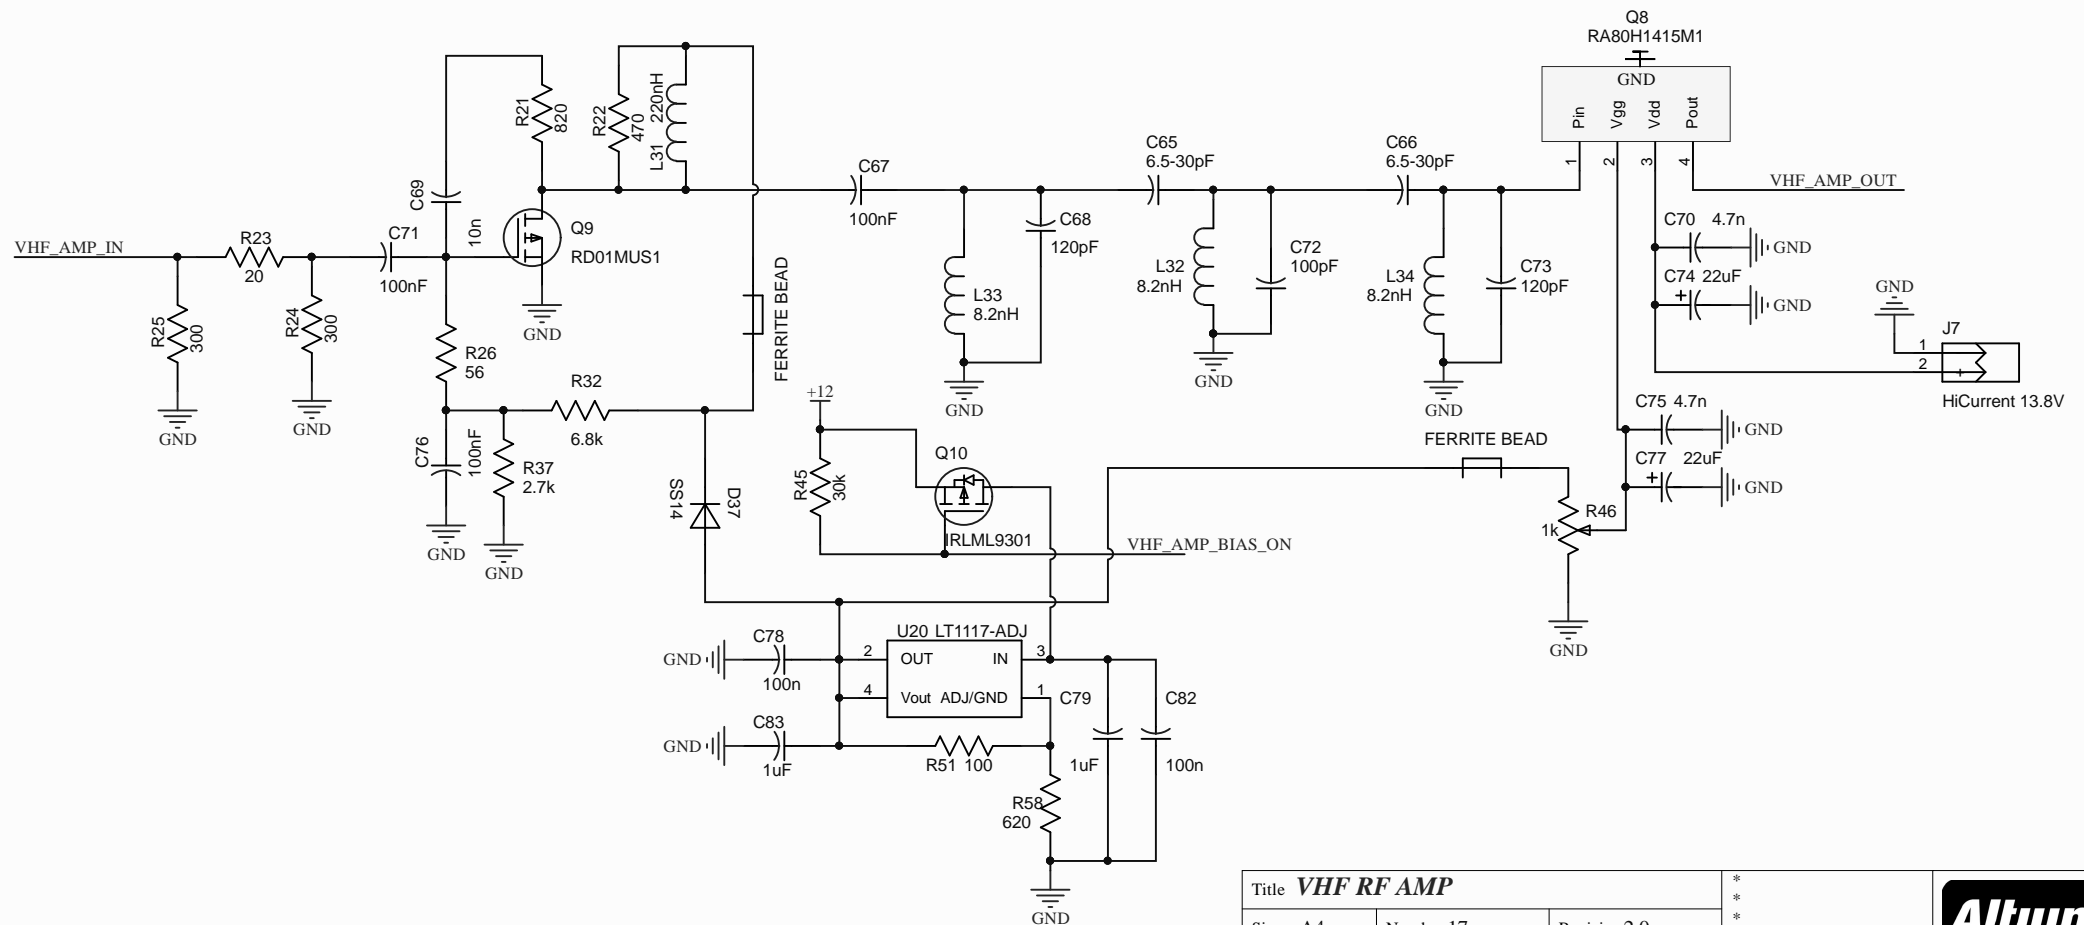 Q8
RA80H1415M1
GND
Pin
Vgg
Vdd
Pout
1
2
3
4
VHF_AMP_OUT
R21
820
R22
470
L31
220nH
C69
10n
Q9
RD01MUS1
GND
VHF_AMP_IN
R23
20
C71
100nF
R25
300
GND
R24
300
GND
R26
56
R32
6.8k
C76
100nF
GND
R37
2.7k
GND
FERRITE BEAD
C67
100nF
C68
120pF
L33
8.2nH
GND
C65
6.5-30pF
L32
8.2nH
C72
100pF
GND
C66
6.5-30pF
L34
8.2nH
C73
120pF
GND
C70 4.7n
GND
C74 22uF
+
GND
GND
J7
1
2
+
HiCurrent 13.8V
C75 4.7n
GND
C77 22uF
+
GND
FERRITE BEAD
R46
1k
GND
+12
R45
30k
Q10
IRLML9301
VHF_AMP_BIAS_ON
SS14
D37
U20 LT1117-ADJ
2 OUT IN 3
4 Vout ADJ/GND 1
GND
C78
100n
GND
C83
1uF
R51 100
R58
620
C79
1uF
C82
100n
GND
Title VHF RF AMP
*
*
*